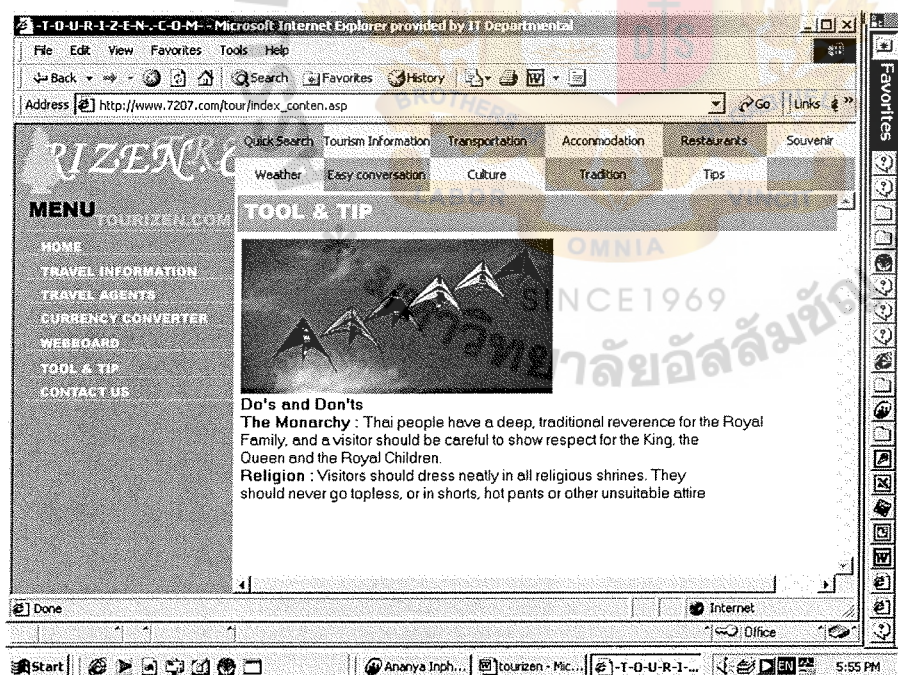 -T-O-U-R-I-Z-E-N-.-C-O-M- - Microsoft Internet Explorer provided by IT Departmental
File Edit View Favorites Tools Help
Back Search Favorites History
Address http://www.7207.com/tour/index_conten.asp Go Links
Favorites
RIZEN
Quick Search Tourism Information Transportation Accomodation Restaurants Souvenir
Weather Easy conversation Culture Tradition Tips
MENU
TOURIZEN.COM
HOME
TRAVEL INFORMATION
TRAVEL AGENTS
CURRENCY CONVERTER
WEBBOARD
TOOL & TIP
CONTACT US
TOOL & TIP
Do's and Don'ts
The Monarchy : Thai people have a deep, traditional reverence for the Royal
Family, and a visitor should be careful to show respect for the King, the
Queen and the Royal Children.
Religion : Visitors should dress neatly in all religious shrines. They
should never go topless, or in shorts, hot pants or other unsuitable attire
DIS
BROTHERS
LABOR
VINCIT
OMNIA
SINCE1969
Done Internet
Office
Start Ananya Inph... tourizen - Mic... -T-O-U-R-I-... EN 5:55 PM